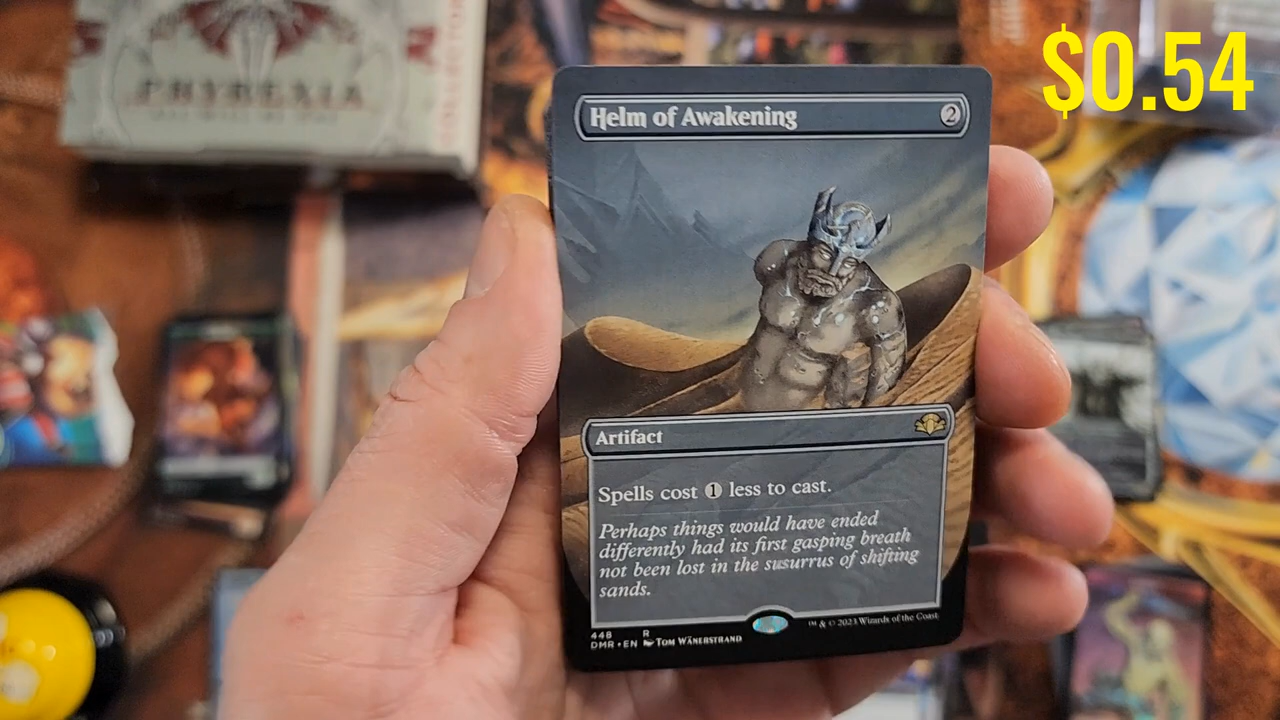 $0.54
PHYREXIA
COLLECTOR
Helm of Awakening 2
Artifact
Spells cost 1 less to cast.
Perhaps things would have ended
differently had its first gasping breath
not been lost in the susurrus of shifting
sands.
448 R
DMR • EN Tom Wänerstrand
™ & © 2023 Wizards of the Coast